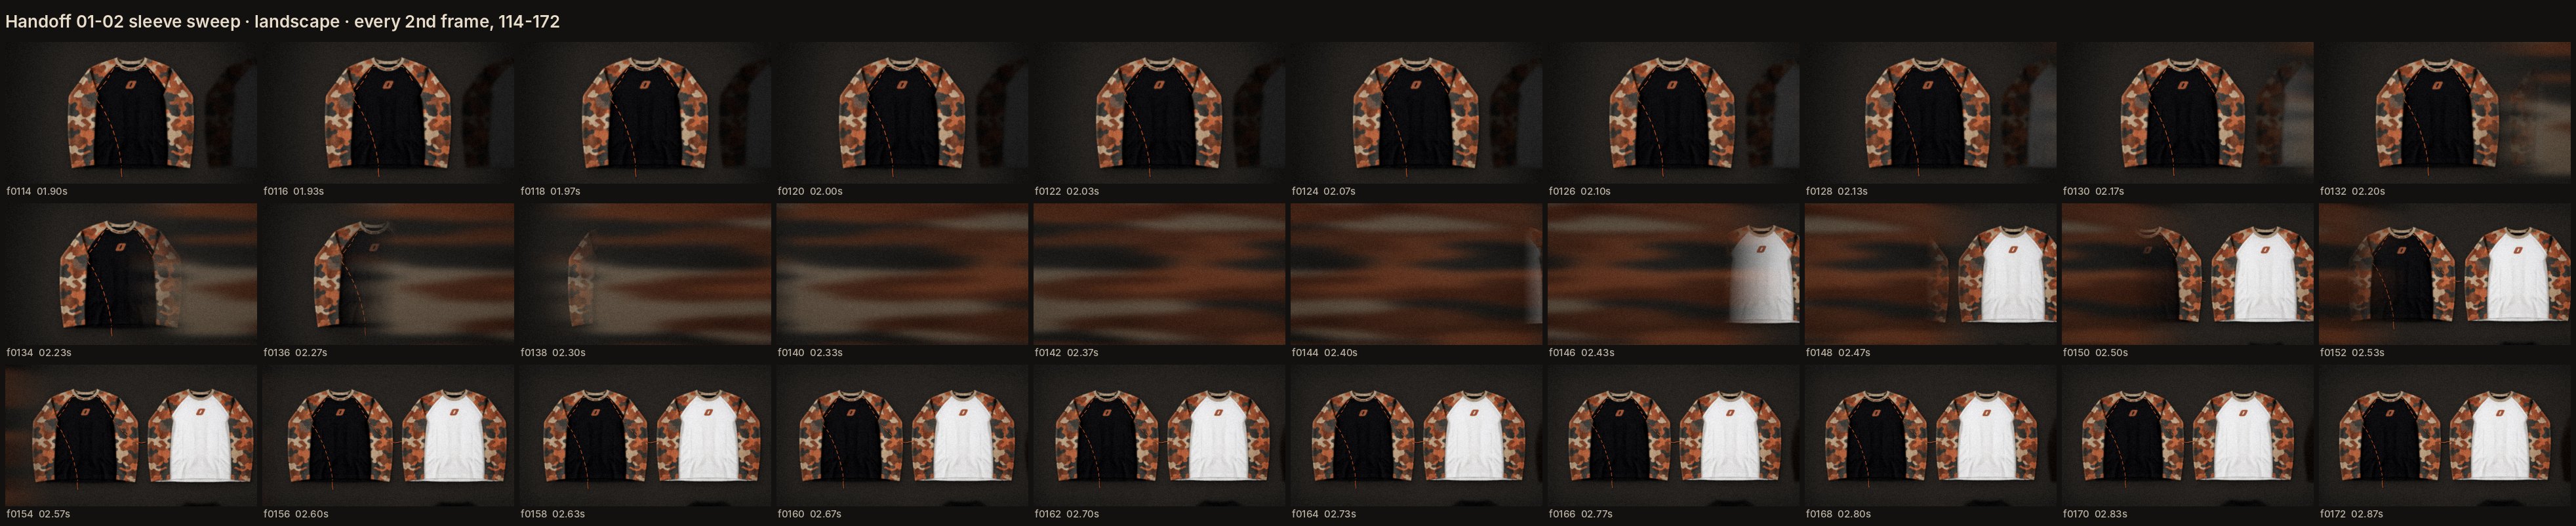 Handoff 01-02 sleeve sweep · landscape · every 2nd frame, 114-172
f0114 01.90s
f0116 01.93s
f0118 01.97s
f0120 02.00s
f0122 02.03s
f0124 02.07s
f0126 02.10s
f0128 02.13s
f0130 02.17s
f0132 02.20s
f0134 02.23s
f0136 02.27s
f0138 02.30s
f0140 02.33s
f0142 02.37s
f0144 02.40s
f0146 02.43s
f0148 02.47s
f0150 02.50s
f0152 02.53s
f0154 02.57s
f0156 02.60s
f0158 02.63s
f0160 02.67s
f0162 02.70s
f0164 02.73s
f0166 02.77s
f0168 02.80s
f0170 02.83s
f0172 02.87s